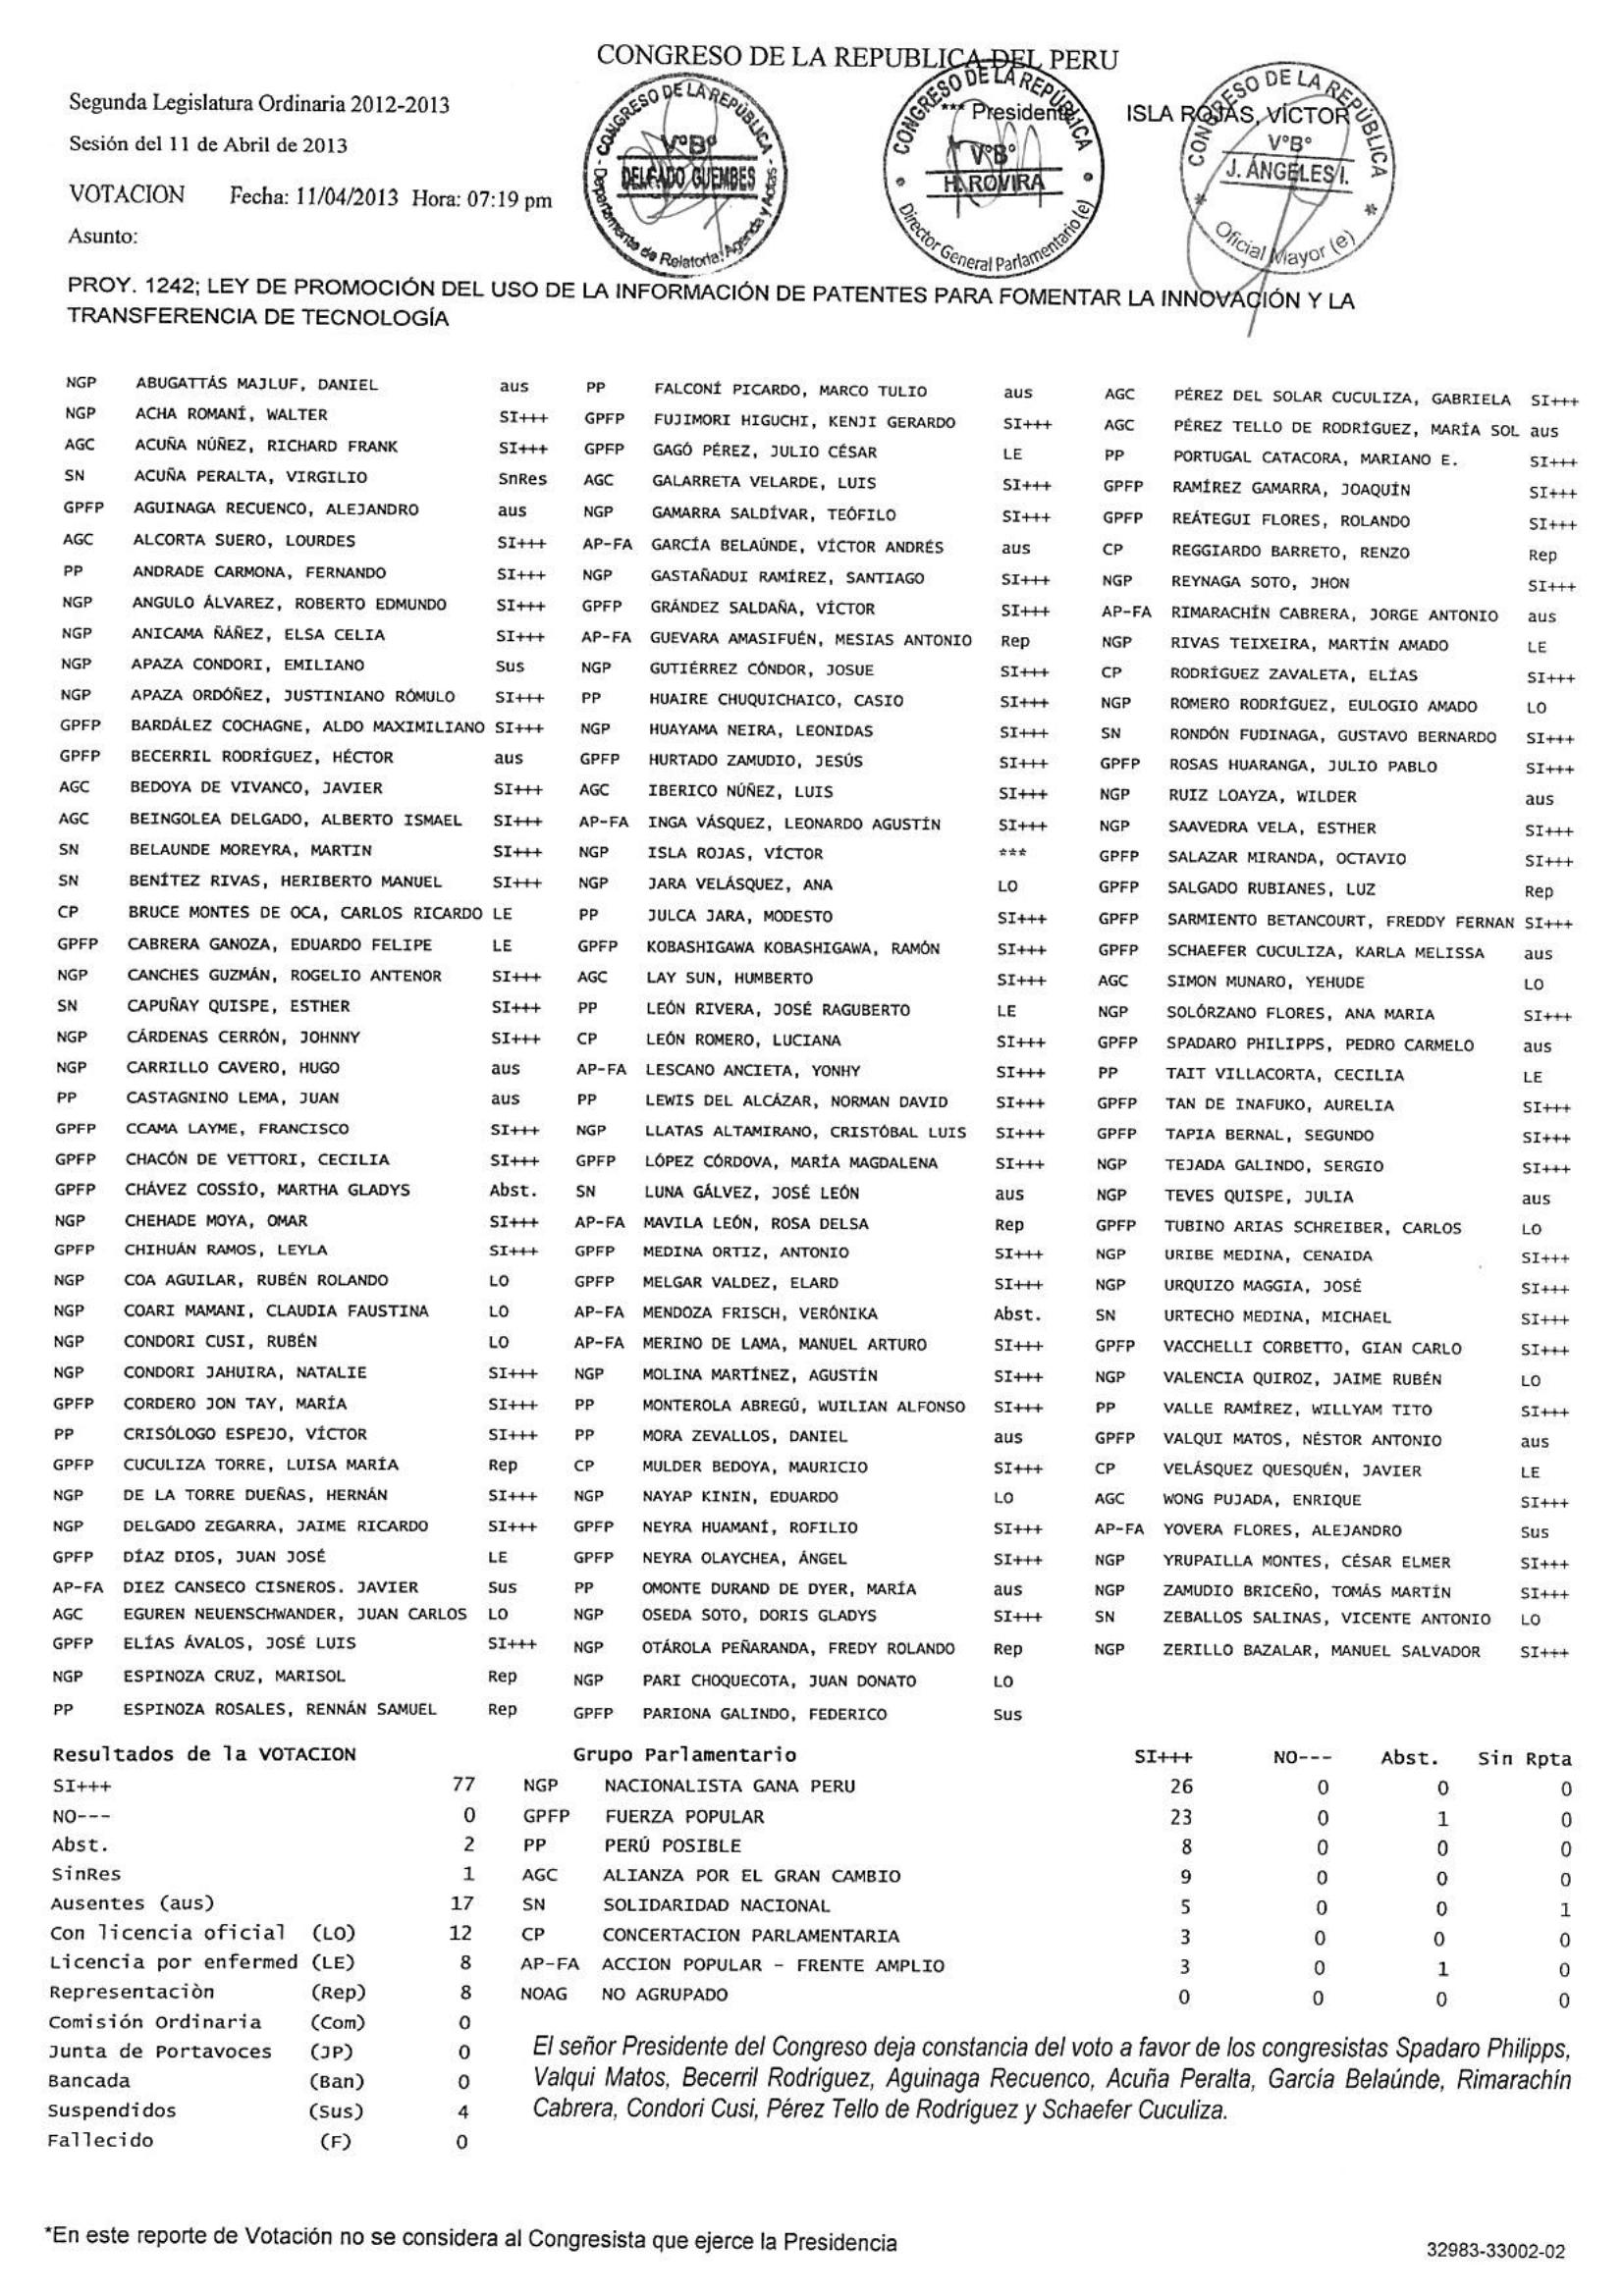 CONGRESO DE LA REPUBLICA DEL PERU
Segunda Legislatura Ordinaria 2012-2013
*** Presidente ISLA ROJAS, VÍCTOR
Sesión del 11 de Abril de 2013
VOTACION Fecha: 11/04/2013 Hora: 07:19 pm
Asunto:
CONGRESO DE LA REPÚBLICA - VºBº DELGADO GUEMBES Departamento de Relatoría, Agenda y Actas
CONGRESO DE LA REPÚBLICA VºBº H. ROVIRA Director General Parlamentario (e)
CONGRESO DE LA REPÚBLICA VºBº J. ÁNGELES I. Oficial Mayor (e)
PROY. 1242; LEY DE PROMOCIÓN DEL USO DE LA INFORMACIÓN DE PATENTES PARA FOMENTAR LA INNOVACIÓN Y LA
TRANSFERENCIA DE TECNOLOGÍA
NGP ABUGATTÁS MAJLUF, DANIEL aus
NGP ACHA ROMANÍ, WALTER SI+++
AGC ACUÑA NÚÑEZ, RICHARD FRANK SI+++
SN ACUÑA PERALTA, VIRGILIO SnRes
GPFP AGUINAGA RECUENCO, ALEJANDRO aus
AGC ALCORTA SUERO, LOURDES SI+++
PP ANDRADE CARMONA, FERNANDO SI+++
NGP ANGULO ÁLVAREZ, ROBERTO EDMUNDO SI+++
NGP ANICAMA ÑÁÑEZ, ELSA CELIA SI+++
NGP APAZA CONDORI, EMILIANO Sus
NGP APAZA ORDÓÑEZ, JUSTINIANO RÓMULO SI+++
GPFP BARDÁLEZ COCHAGNE, ALDO MAXIMILIANO SI+++
GPFP BECERRIL RODRÍGUEZ, HÉCTOR aus
AGC BEDOYA DE VIVANCO, JAVIER SI+++
AGC BEINGOLEA DELGADO, ALBERTO ISMAEL SI+++
SN BELAUNDE MOREYRA, MARTIN SI+++
SN BENÍTEZ RIVAS, HERIBERTO MANUEL SI+++
CP BRUCE MONTES DE OCA, CARLOS RICARDO LE
GPFP CABRERA GANOZA, EDUARDO FELIPE LE
NGP CANCHES GUZMÁN, ROGELIO ANTENOR SI+++
SN CAPUÑAY QUISPE, ESTHER SI+++
NGP CÁRDENAS CERRÓN, JOHNNY SI+++
NGP CARRILLO CAVERO, HUGO aus
PP CASTAGNINO LEMA, JUAN aus
GPFP CCAMA LAYME, FRANCISCO SI+++
GPFP CHACÓN DE VETTORI, CECILIA SI+++
GPFP CHÁVEZ COSSÍO, MARTHA GLADYS Abst.
NGP CHEHADE MOYA, OMAR SI+++
GPFP CHIHUÁN RAMOS, LEYLA SI+++
NGP COA AGUILAR, RUBÉN ROLANDO LO
NGP COARI MAMANI, CLAUDIA FAUSTINA LO
NGP CONDORI CUSI, RUBÉN LO
NGP CONDORI JAHUIRA, NATALIE SI+++
GPFP CORDERO JON TAY, MARÍA SI+++
PP CRISÓLOGO ESPEJO, VÍCTOR SI+++
GPFP CUCULIZA TORRE, LUISA MARÍA Rep
NGP DE LA TORRE DUEÑAS, HERNÁN SI+++
NGP DELGADO ZEGARRA, JAIME RICARDO SI+++
GPFP DÍAZ DIOS, JUAN JOSÉ LE
AP-FA DIEZ CANSECO CISNEROS. JAVIER Sus
AGC EGUREN NEUENSCHWANDER, JUAN CARLOS LO
GPFP ELÍAS ÁVALOS, JOSÉ LUIS SI+++
NGP ESPINOZA CRUZ, MARISOL Rep
PP ESPINOZA ROSALES, RENNÁN SAMUEL Rep
PP FALCONÍ PICARDO, MARCO TULIO aus
GPFP FUJIMORI HIGUCHI, KENJI GERARDO SI+++
GPFP GAGÓ PÉREZ, JULIO CÉSAR LE
AGC GALARRETA VELARDE, LUIS SI+++
NGP GAMARRA SALDÍVAR, TEÓFILO SI+++
AP-FA GARCÍA BELAÚNDE, VÍCTOR ANDRÉS aus
NGP GASTAÑADUI RAMÍREZ, SANTIAGO SI+++
GPFP GRÁNDEZ SALDAÑA, VÍCTOR SI+++
AP-FA GUEVARA AMASIFUÉN, MESIAS ANTONIO Rep
NGP GUTIÉRREZ CÓNDOR, JOSUE SI+++
PP HUAIRE CHUQUICHAICO, CASIO SI+++
NGP HUAYAMA NEIRA, LEONIDAS SI+++
GPFP HURTADO ZAMUDIO, JESÚS SI+++
AGC IBERICO NÚÑEZ, LUIS SI+++
AP-FA INGA VÁSQUEZ, LEONARDO AGUSTÍN SI+++
NGP ISLA ROJAS, VÍCTOR ***
NGP JARA VELÁSQUEZ, ANA LO
PP JULCA JARA, MODESTO SI+++
GPFP KOBASHIGAWA KOBASHIGAWA, RAMÓN SI+++
AGC LAY SUN, HUMBERTO SI+++
PP LEÓN RIVERA, JOSÉ RAGUBERTO LE
CP LEÓN ROMERO, LUCIANA SI+++
AP-FA LESCANO ANCIETA, YONHY SI+++
PP LEWIS DEL ALCÁZAR, NORMAN DAVID SI+++
NGP LLATAS ALTAMIRANO, CRISTÓBAL LUIS SI+++
GPFP LÓPEZ CÓRDOVA, MARÍA MAGDALENA SI+++
SN LUNA GÁLVEZ, JOSÉ LEÓN aus
AP-FA MAVILA LEÓN, ROSA DELSA Rep
GPFP MEDINA ORTIZ, ANTONIO SI+++
GPFP MELGAR VALDEZ, ELARD SI+++
AP-FA MENDOZA FRISCH, VERÓNIKA Abst.
AP-FA MERINO DE LAMA, MANUEL ARTURO SI+++
NGP MOLINA MARTÍNEZ, AGUSTÍN SI+++
PP MONTEROLA ABREGÚ, WUILIAN ALFONSO SI+++
PP MORA ZEVALLOS, DANIEL aus
CP MULDER BEDOYA, MAURICIO SI+++
NGP NAYAP KININ, EDUARDO LO
GPFP NEYRA HUAMANÍ, ROFILIO SI+++
GPFP NEYRA OLAYCHEA, ÁNGEL SI+++
PP OMONTE DURAND DE DYER, MARÍA aus
NGP OSEDA SOTO, DORIS GLADYS SI+++
NGP OTÁROLA PEÑARANDA, FREDY ROLANDO Rep
NGP PARI CHOQUECOTA, JUAN DONATO LO
GPFP PARIONA GALINDO, FEDERICO Sus
AGC PÉREZ DEL SOLAR CUCULIZA, GABRIELA SI+++
AGC PÉREZ TELLO DE RODRÍGUEZ, MARÍA SOL aus
PP PORTUGAL CATACORA, MARIANO E. SI+++
GPFP RAMÍREZ GAMARRA, JOAQUÍN SI+++
GPFP REÁTEGUI FLORES, ROLANDO SI+++
CP REGGIARDO BARRETO, RENZO Rep
NGP REYNAGA SOTO, JHON SI+++
AP-FA RIMARACHÍN CABRERA, JORGE ANTONIO aus
NGP RIVAS TEIXEIRA, MARTÍN AMADO LE
CP RODRÍGUEZ ZAVALETA, ELÍAS SI+++
NGP ROMERO RODRÍGUEZ, EULOGIO AMADO LO
SN RONDÓN FUDINAGA, GUSTAVO BERNARDO SI+++
GPFP ROSAS HUARANGA, JULIO PABLO SI+++
NGP RUIZ LOAYZA, WILDER aus
NGP SAAVEDRA VELA, ESTHER SI+++
GPFP SALAZAR MIRANDA, OCTAVIO SI+++
GPFP SALGADO RUBIANES, LUZ Rep
GPFP SARMIENTO BETANCOURT, FREDDY FERNAN SI+++
GPFP SCHAEFER CUCULIZA, KARLA MELISSA aus
AGC SIMON MUNARO, YEHUDE LO
NGP SOLÓRZANO FLORES, ANA MARIA SI+++
GPFP SPADARO PHILIPPS, PEDRO CARMELO aus
PP TAIT VILLACORTA, CECILIA LE
GPFP TAN DE INAFUKO, AURELIA SI+++
GPFP TAPIA BERNAL, SEGUNDO SI+++
NGP TEJADA GALINDO, SERGIO SI+++
NGP TEVES QUISPE, JULIA aus
GPFP TUBINO ARIAS SCHREIBER, CARLOS LO
NGP URIBE MEDINA, CENAIDA SI+++
NGP URQUIZO MAGGIA, JOSÉ SI+++
SN URTECHO MEDINA, MICHAEL SI+++
GPFP VACCHELLI CORBETTO, GIAN CARLO SI+++
NGP VALENCIA QUIROZ, JAIME RUBÉN LO
PP VALLE RAMÍREZ, WILLYAM TITO SI+++
GPFP VALQUI MATOS, NÉSTOR ANTONIO aus
CP VELÁSQUEZ QUESQUÉN, JAVIER LE
AGC WONG PUJADA, ENRIQUE SI+++
AP-FA YOVERA FLORES, ALEJANDRO Sus
NGP YRUPAILLA MONTES, CÉSAR ELMER SI+++
NGP ZAMUDIO BRICEÑO, TOMÁS MARTÍN SI+++
SN ZEBALLOS SALINAS, VICENTE ANTONIO LO
NGP ZERILLO BAZALAR, MANUEL SALVADOR SI+++
Resultados de la VOTACION
SI+++ 77
NO--- 0
Abst. 2
SinRes 1
Ausentes (aus) 17
Con licencia oficial (LO) 12
Licencia por enfermed (LE) 8
Representaciòn (Rep) 8
Comisión Ordinaria (Com) 0
Junta de Portavoces (JP) 0
Bancada (Ban) 0
Suspendidos (Sus) 4
Fallecido (F) 0
Grupo Parlamentario SI+++ NO--- Abst. Sin Rpta
NGP NACIONALISTA GANA PERU 26 0 0 0
GPFP FUERZA POPULAR 23 0 1 0
PP PERÚ POSIBLE 8 0 0 0
AGC ALIANZA POR EL GRAN CAMBIO 9 0 0 0
SN SOLIDARIDAD NACIONAL 5 0 0 1
CP CONCERTACION PARLAMENTARIA 3 0 0 0
AP-FA ACCION POPULAR - FRENTE AMPLIO 3 0 1 0
NOAG NO AGRUPADO 0 0 0 0
El señor Presidente del Congreso deja constancia del voto a favor de los congresistas Spadaro Philipps,
Valqui Matos, Becerril Rodríguez, Aguinaga Recuenco, Acuña Peralta, García Belaúnde, Rimarachín
Cabrera, Condori Cusi, Pérez Tello de Rodríguez y Schaefer Cuculiza.
*En este reporte de Votación no se considera al Congresista que ejerce la Presidencia
32983-33002-02